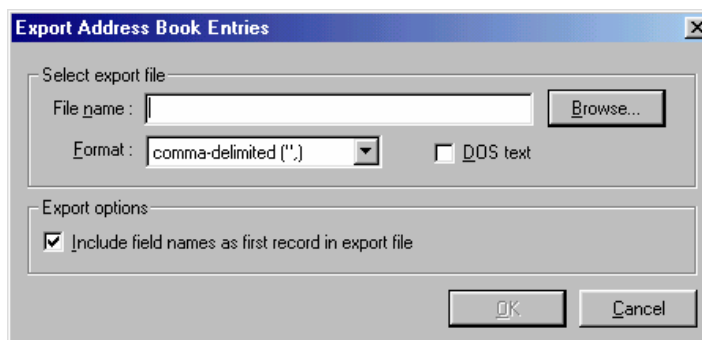 Export Address Book Entries
Select export file
File name :
Browse...
Format :
comma-delimited (",)
DOS text
Export options
Include field names as first record in export file
OK
Cancel